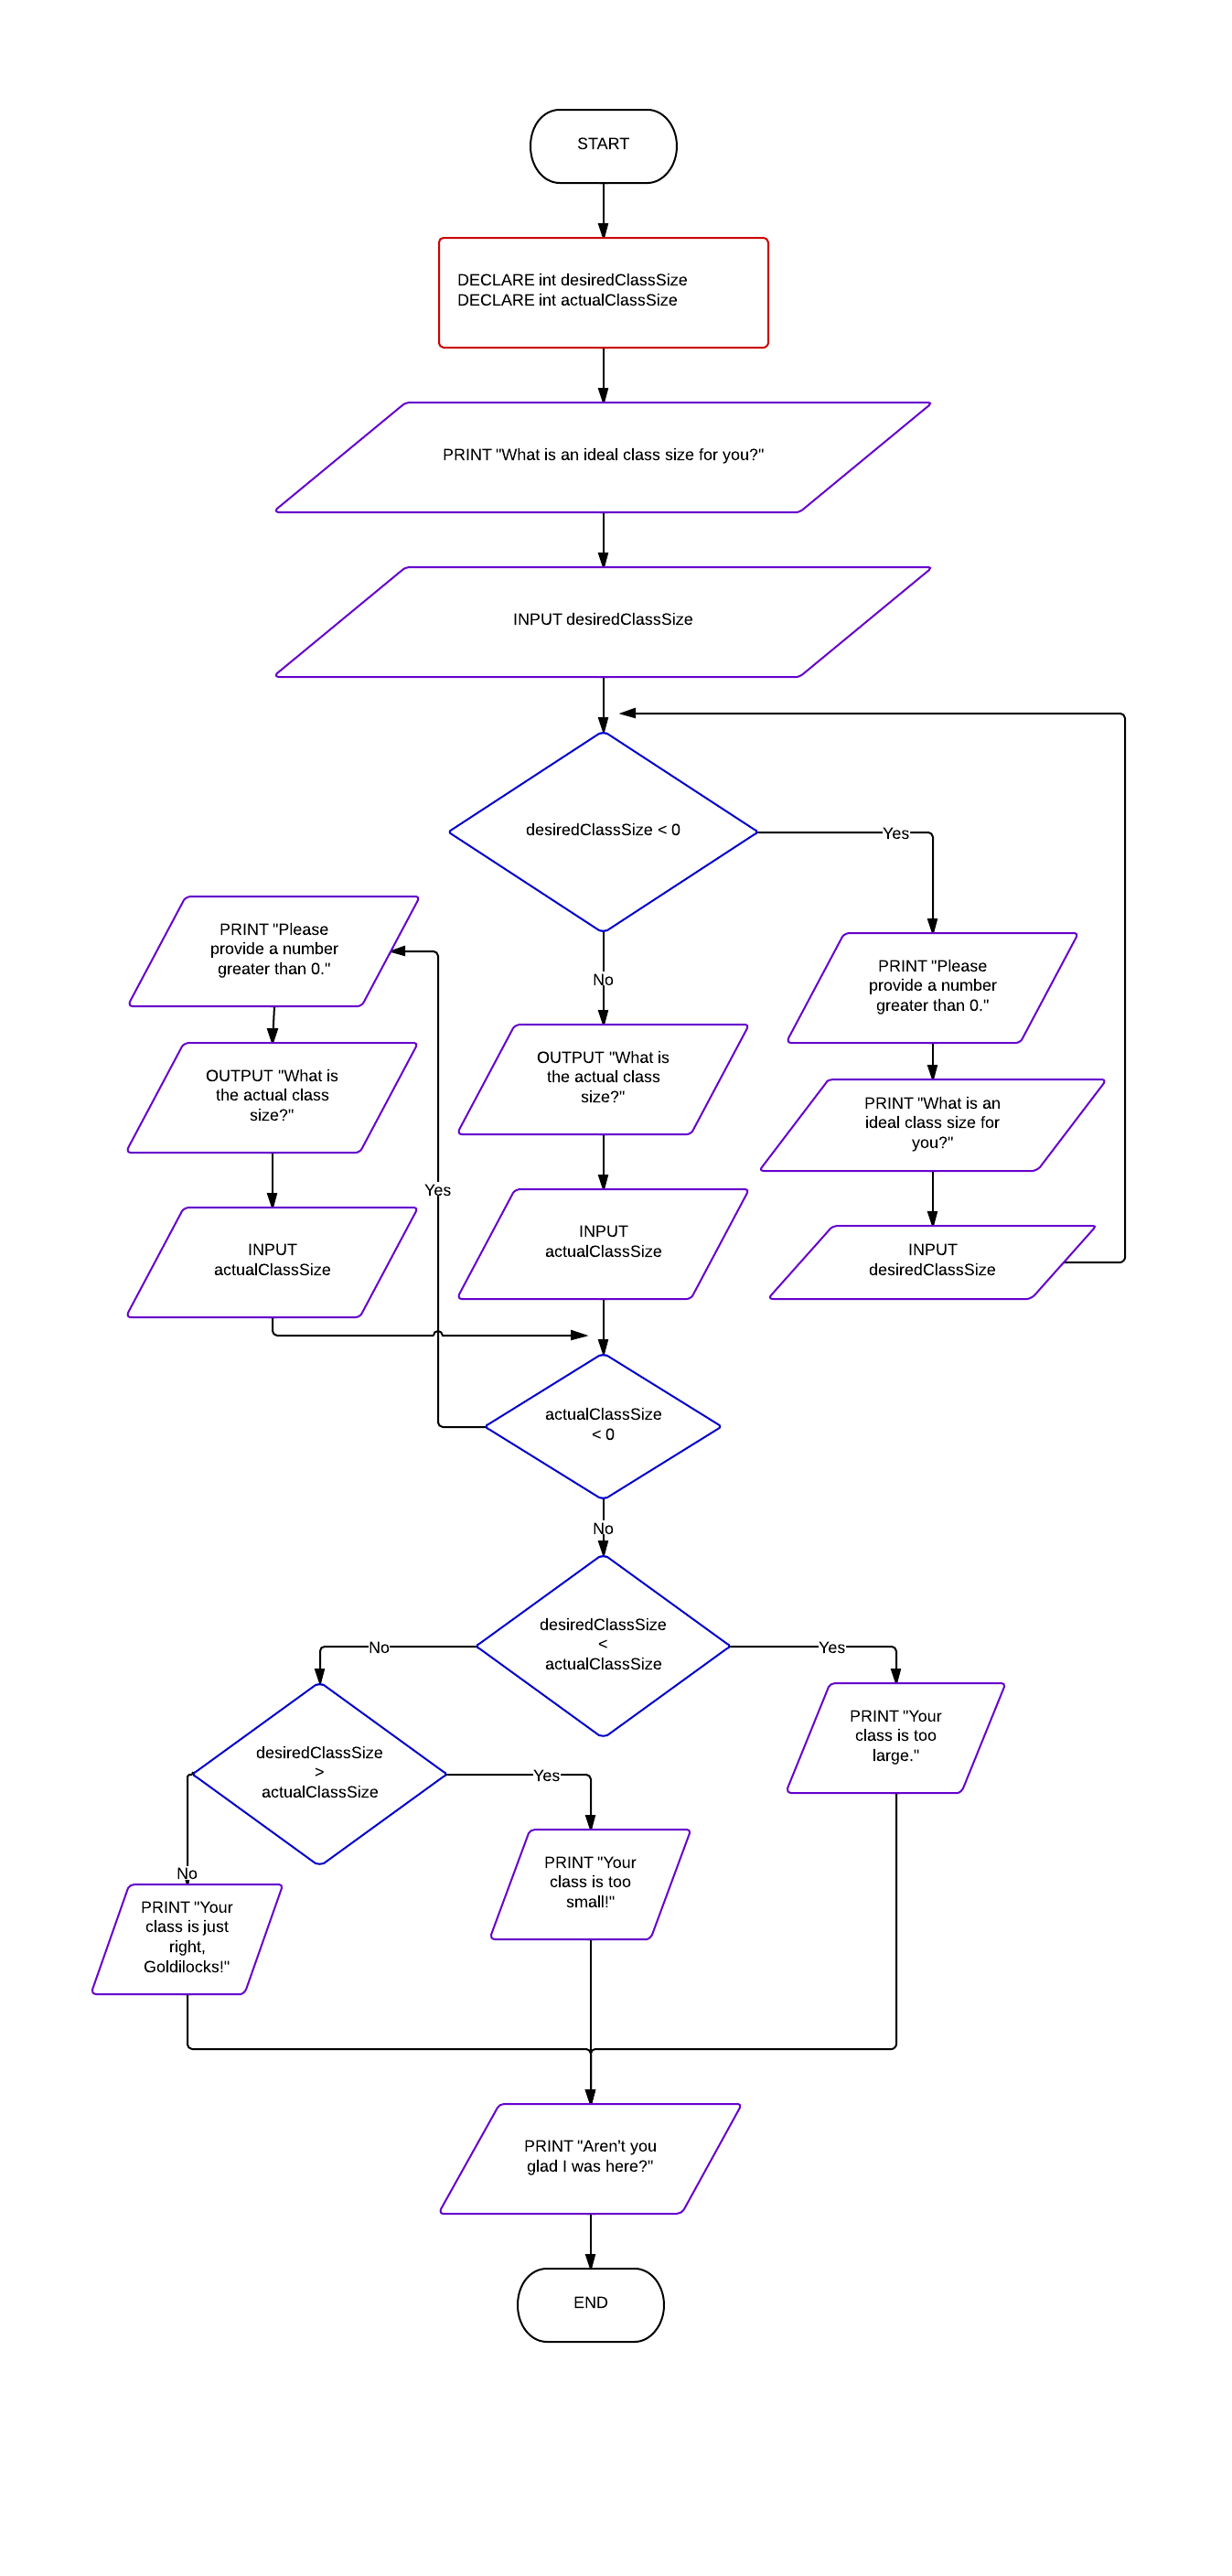 START
DECLARE int desiredClassSize
DECLARE int actualClassSize
PRINT "What is an ideal class size for you?"
INPUT desiredClassSize
desiredClassSize < 0
Yes
No
PRINT "Please
provide a number
greater than 0."
OUTPUT "What is
the actual class
size?"
INPUT
actualClassSize
Yes
OUTPUT "What is
the actual class
size?"
INPUT
actualClassSize
PRINT "Please
provide a number
greater than 0."
PRINT "What is an
ideal class size for
you?"
INPUT
desiredClassSize
actualClassSize
< 0
No
desiredClassSize
<
actualClassSize
No
Yes
desiredClassSize
>
actualClassSize
Yes
No
PRINT "Your
class is too
large."
PRINT "Your
class is too
small!"
PRINT "Your
class is just
right,
Goldilocks!"
PRINT "Aren't you
glad I was here?"
END